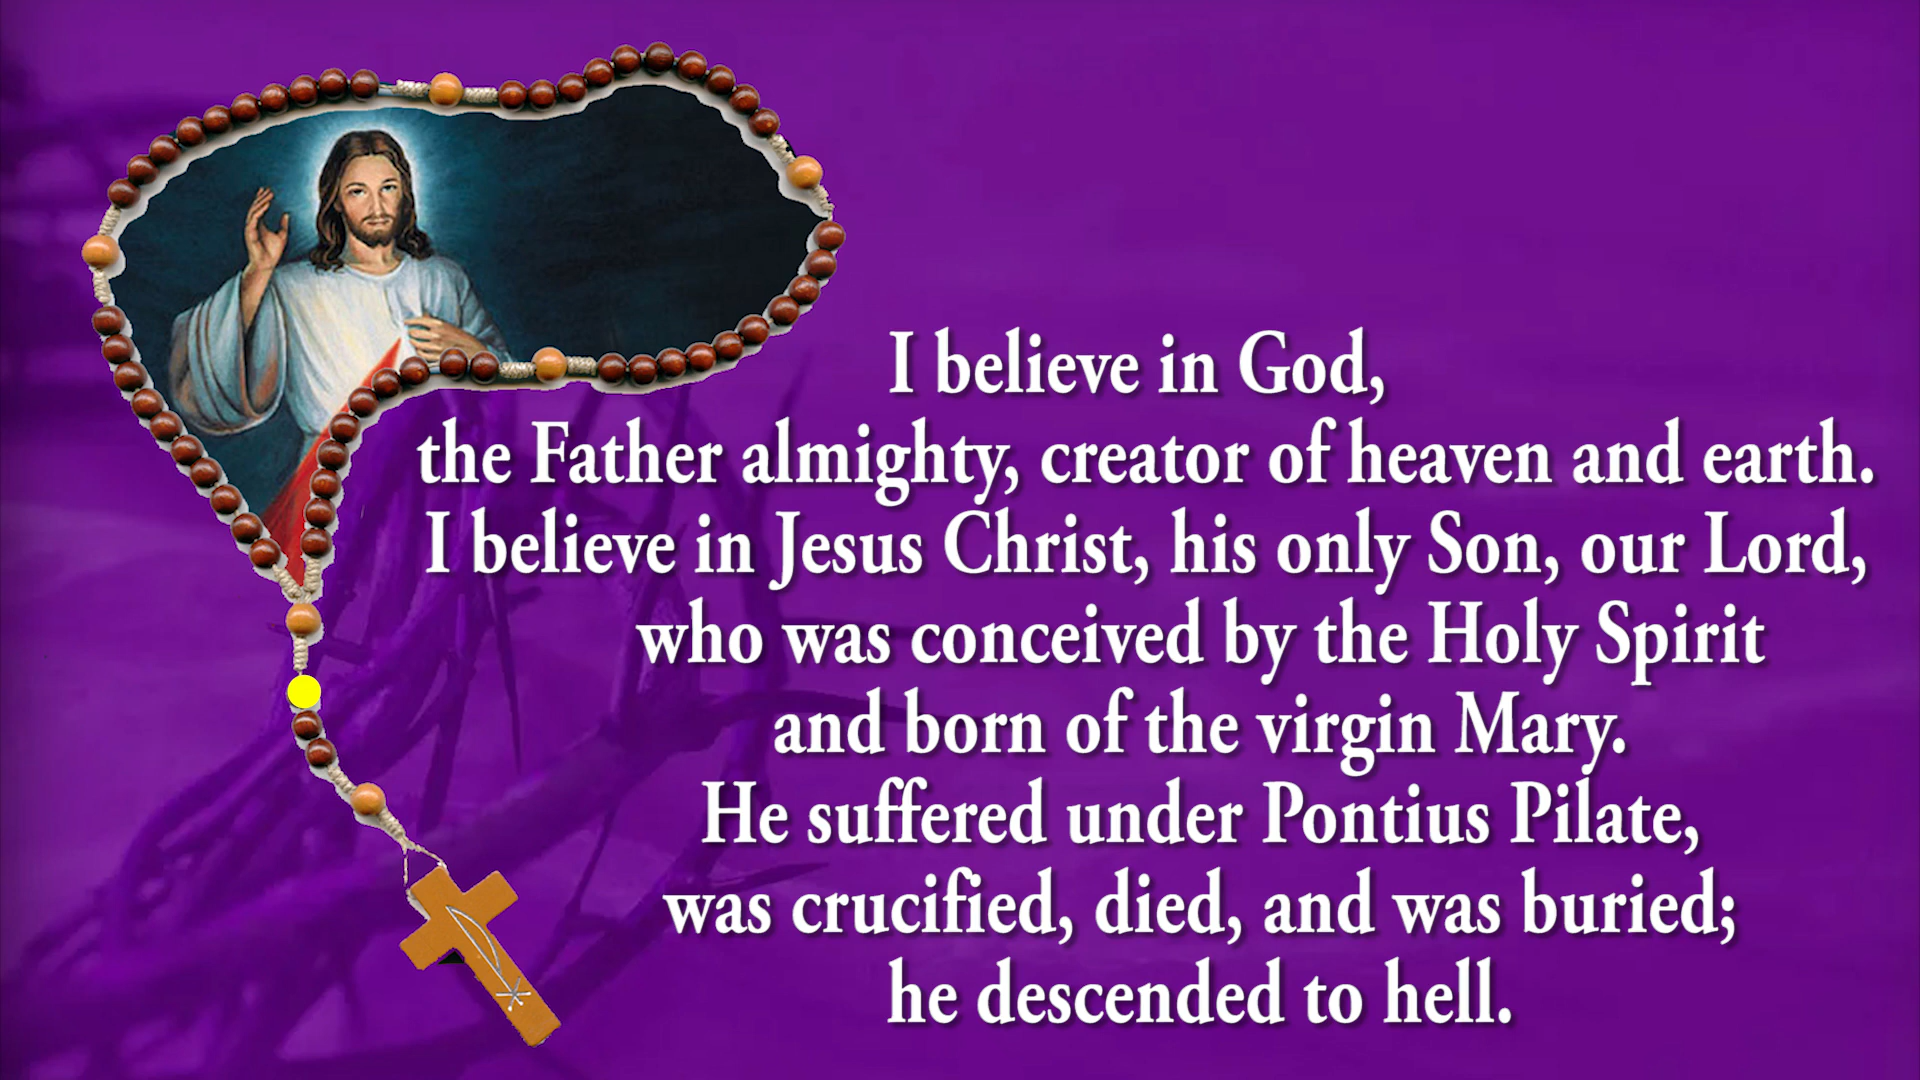 I believe in God,
the Father almighty, creator of heaven and earth.
I believe in Jesus Christ, his only Son, our Lord,
who was conceived by the Holy Spirit
and born of the virgin Mary.
He suffered under Pontius Pilate,
was crucified, died, and was buried;
he descended to hell.